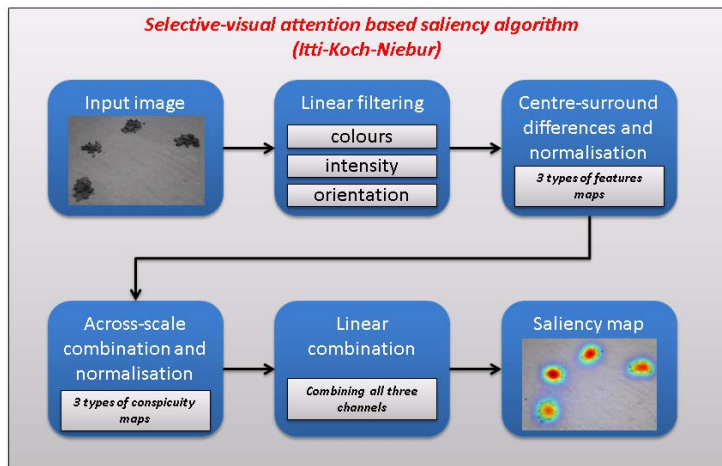 Selective-visual attention based saliency algorithm
(Itti-Koch-Niebur)
Input image
Linear filtering
colours
intensity
orientation
Centre-surround
differences and
normalisation
3 types of features
maps
Across-scale
combination and
normalisation
3 types of conspicuity
maps
Linear
combination
Combining all three
channels
Saliency map